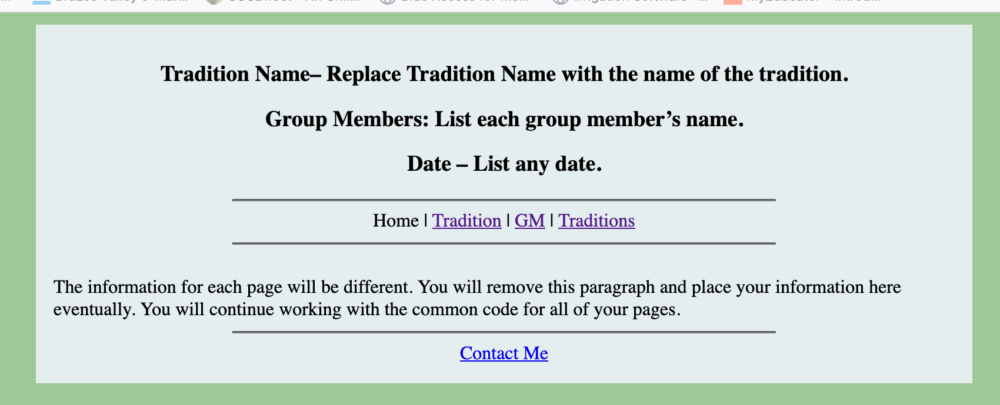 Tradition Name– Replace Tradition Name with the name of the tradition.
Group Members: List each group member’s name.
Date – List any date.
Home | Tradition | GM | Traditions
The information for each page will be different. You will remove this paragraph and place your information here
eventually. You will continue working with the common code for all of your pages.
Contact Me